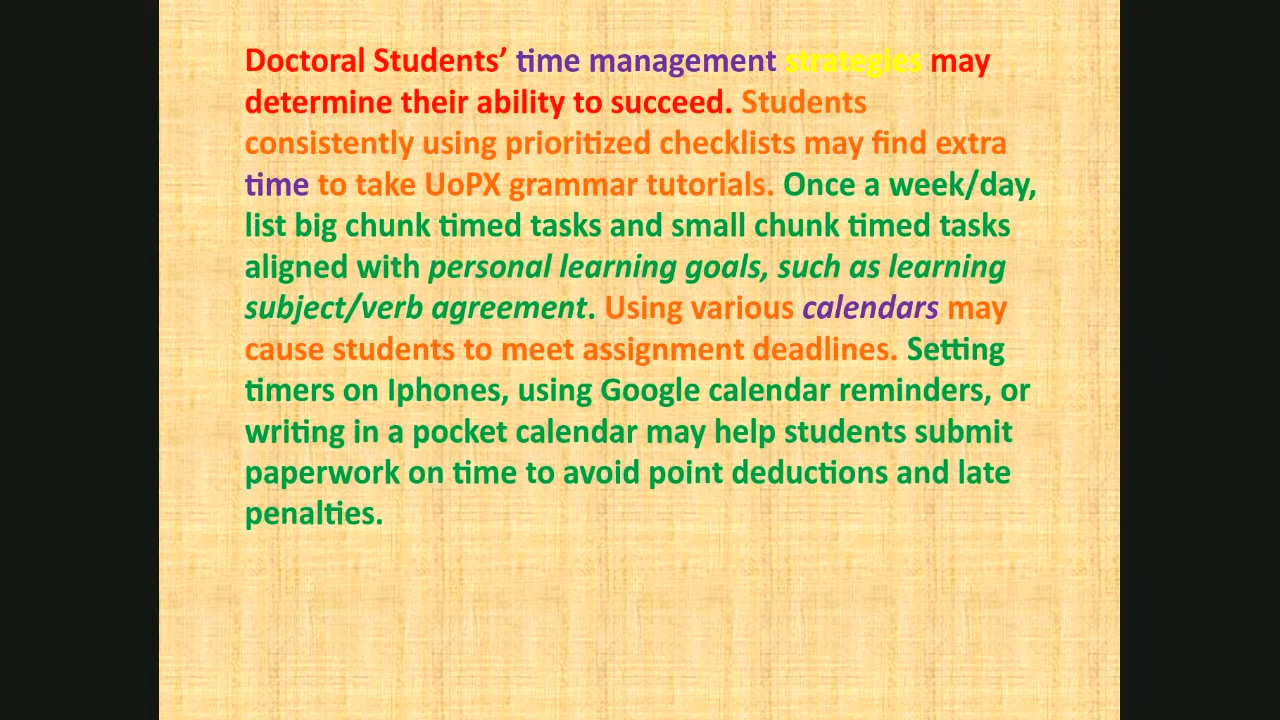 Doctoral Students’ time management strategies may
determine their ability to succeed. Students
consistently using prioritized checklists may find extra
time to take UoPX grammar tutorials. Once a week/day,
list big chunk timed tasks and small chunk timed tasks
aligned with personal learning goals, such as learning
subject/verb agreement. Using various calendars may
cause students to meet assignment deadlines. Setting
timers on Iphones, using Google calendar reminders, or
writing in a pocket calendar may help students submit
paperwork on time to avoid point deductions and late
penalties.